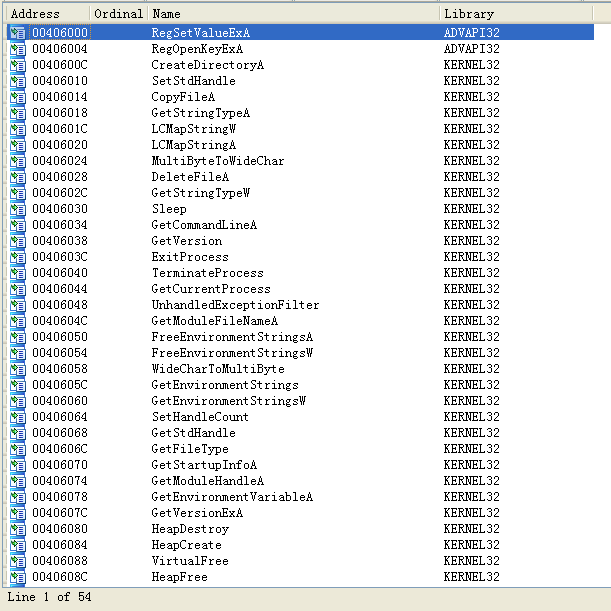 Address Ordinal Name Library
00406000 RegSetValueExA ADVAPI32
00406004 RegOpenKeyExA ADVAPI32
0040600C CreateDirectoryA KERNEL32
00406010 SetStdHandle KERNEL32
00406014 CopyFileA KERNEL32
00406018 GetStringTypeA KERNEL32
0040601C LCMapStringW KERNEL32
00406020 LCMapStringA KERNEL32
00406024 MultiByteToWideChar KERNEL32
00406028 DeleteFileA KERNEL32
0040602C GetStringTypeW KERNEL32
00406030 Sleep KERNEL32
00406034 GetCommandLineA KERNEL32
00406038 GetVersion KERNEL32
0040603C ExitProcess KERNEL32
00406040 TerminateProcess KERNEL32
00406044 GetCurrentProcess KERNEL32
00406048 UnhandledExceptionFilter KERNEL32
0040604C GetModuleFileNameA KERNEL32
00406050 FreeEnvironmentStringsA KERNEL32
00406054 FreeEnvironmentStringsW KERNEL32
00406058 WideCharToMultiByte KERNEL32
0040605C GetEnvironmentStrings KERNEL32
00406060 GetEnvironmentStringsW KERNEL32
00406064 SetHandleCount KERNEL32
00406068 GetStdHandle KERNEL32
0040606C GetFileType KERNEL32
00406070 GetStartupInfoA KERNEL32
00406074 GetModuleHandleA KERNEL32
00406078 GetEnvironmentVariableA KERNEL32
0040607C GetVersionExA KERNEL32
00406080 HeapDestroy KERNEL32
00406084 HeapCreate KERNEL32
00406088 VirtualFree KERNEL32
0040608C HeapFree KERNEL32
Line 1 of 54